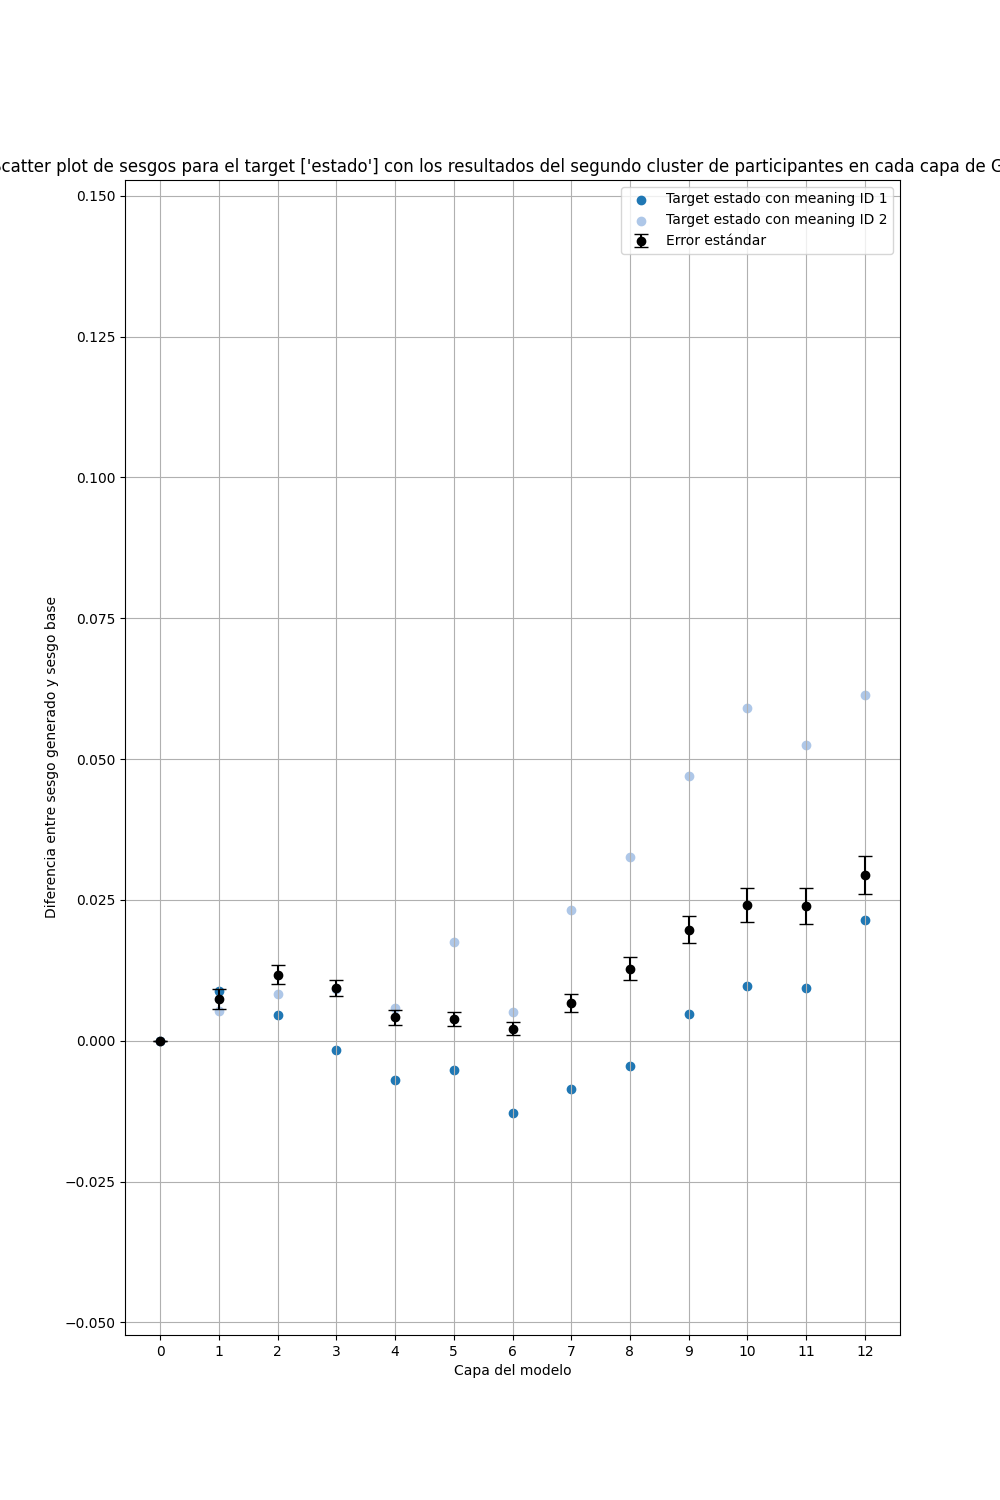 catter plot de sesgos para el target ['estado'] con los resultados del segundo cluster de participantes en cada capa de G
Target estado con meaning ID 1
Target estado con meaning ID 2
Error estándar
0.150
0.125
0.100
0.075
0.050
0.025
0.000
−0.025
−0.050
Diferencia entre sesgo generado y sesgo base
0 1 2 3 4 5 6 7 8 9 10 11 12
Capa del modelo